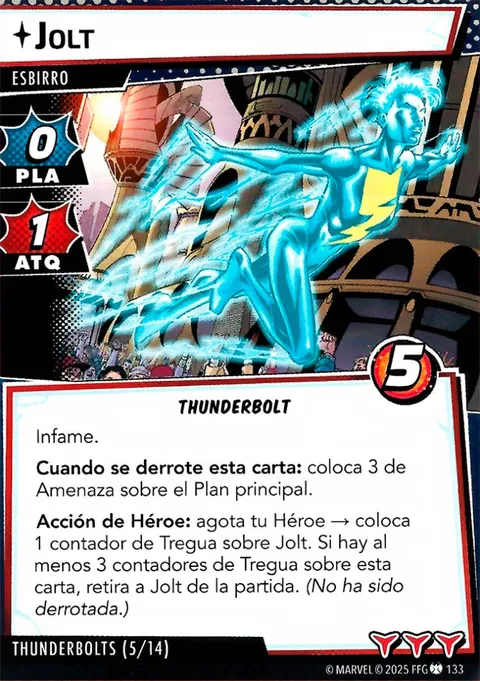 JOLT
ESBIRRO
0
PLA
1
ATQ
5
THUNDERBOLT
Infame.
Cuando se derrote esta carta: coloca 3 de
Amenaza sobre el Plan principal.
Acción de Héroe: agota tu Héroe → coloca
1 contador de Tregua sobre Jolt. Si hay al
menos 3 contadores de Tregua sobre esta
carta, retira a Jolt de la partida. (No ha sido
derrotada.)
THUNDERBOLTS (5/14)
© MARVEL © 2025 FFG 133